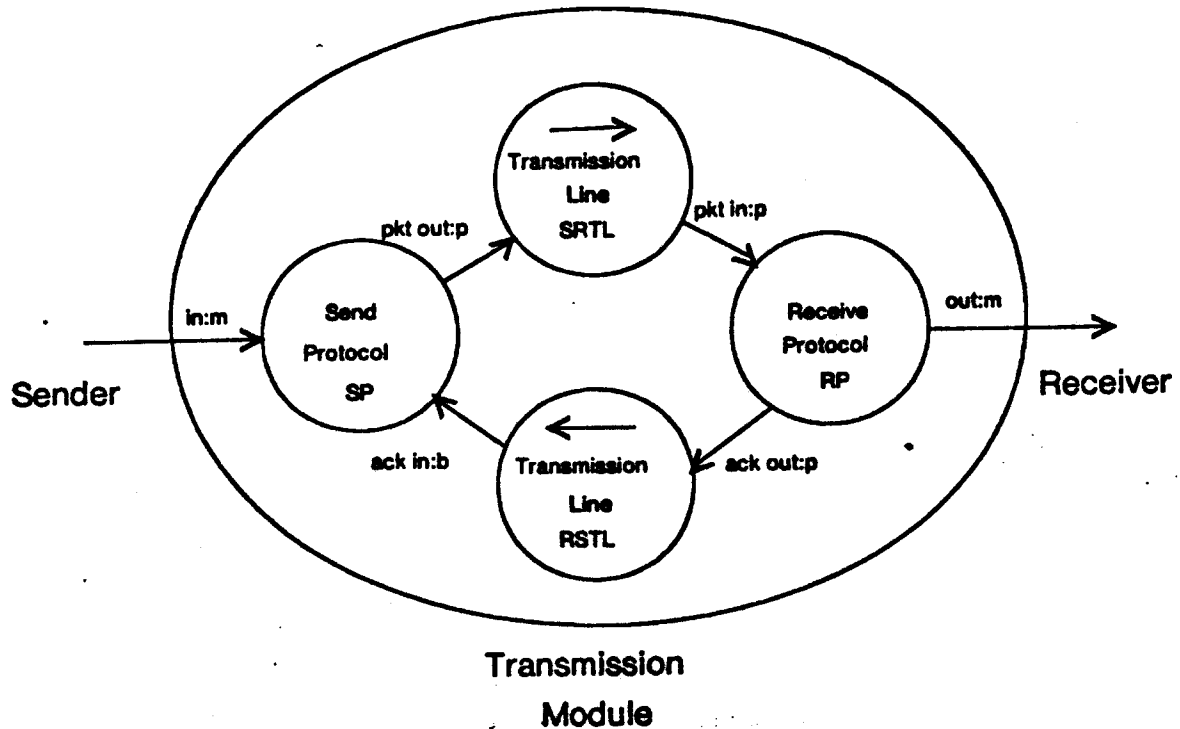 Transmission
Line
SRTL
pkt out:p
pkt in:p
in:m
Send
Protocol
SP
Receive
Protocol
RP
out:m
Sender
Receiver
ack in:b
Transmission
Line
RSTL
ack out:p
Transmission
Module